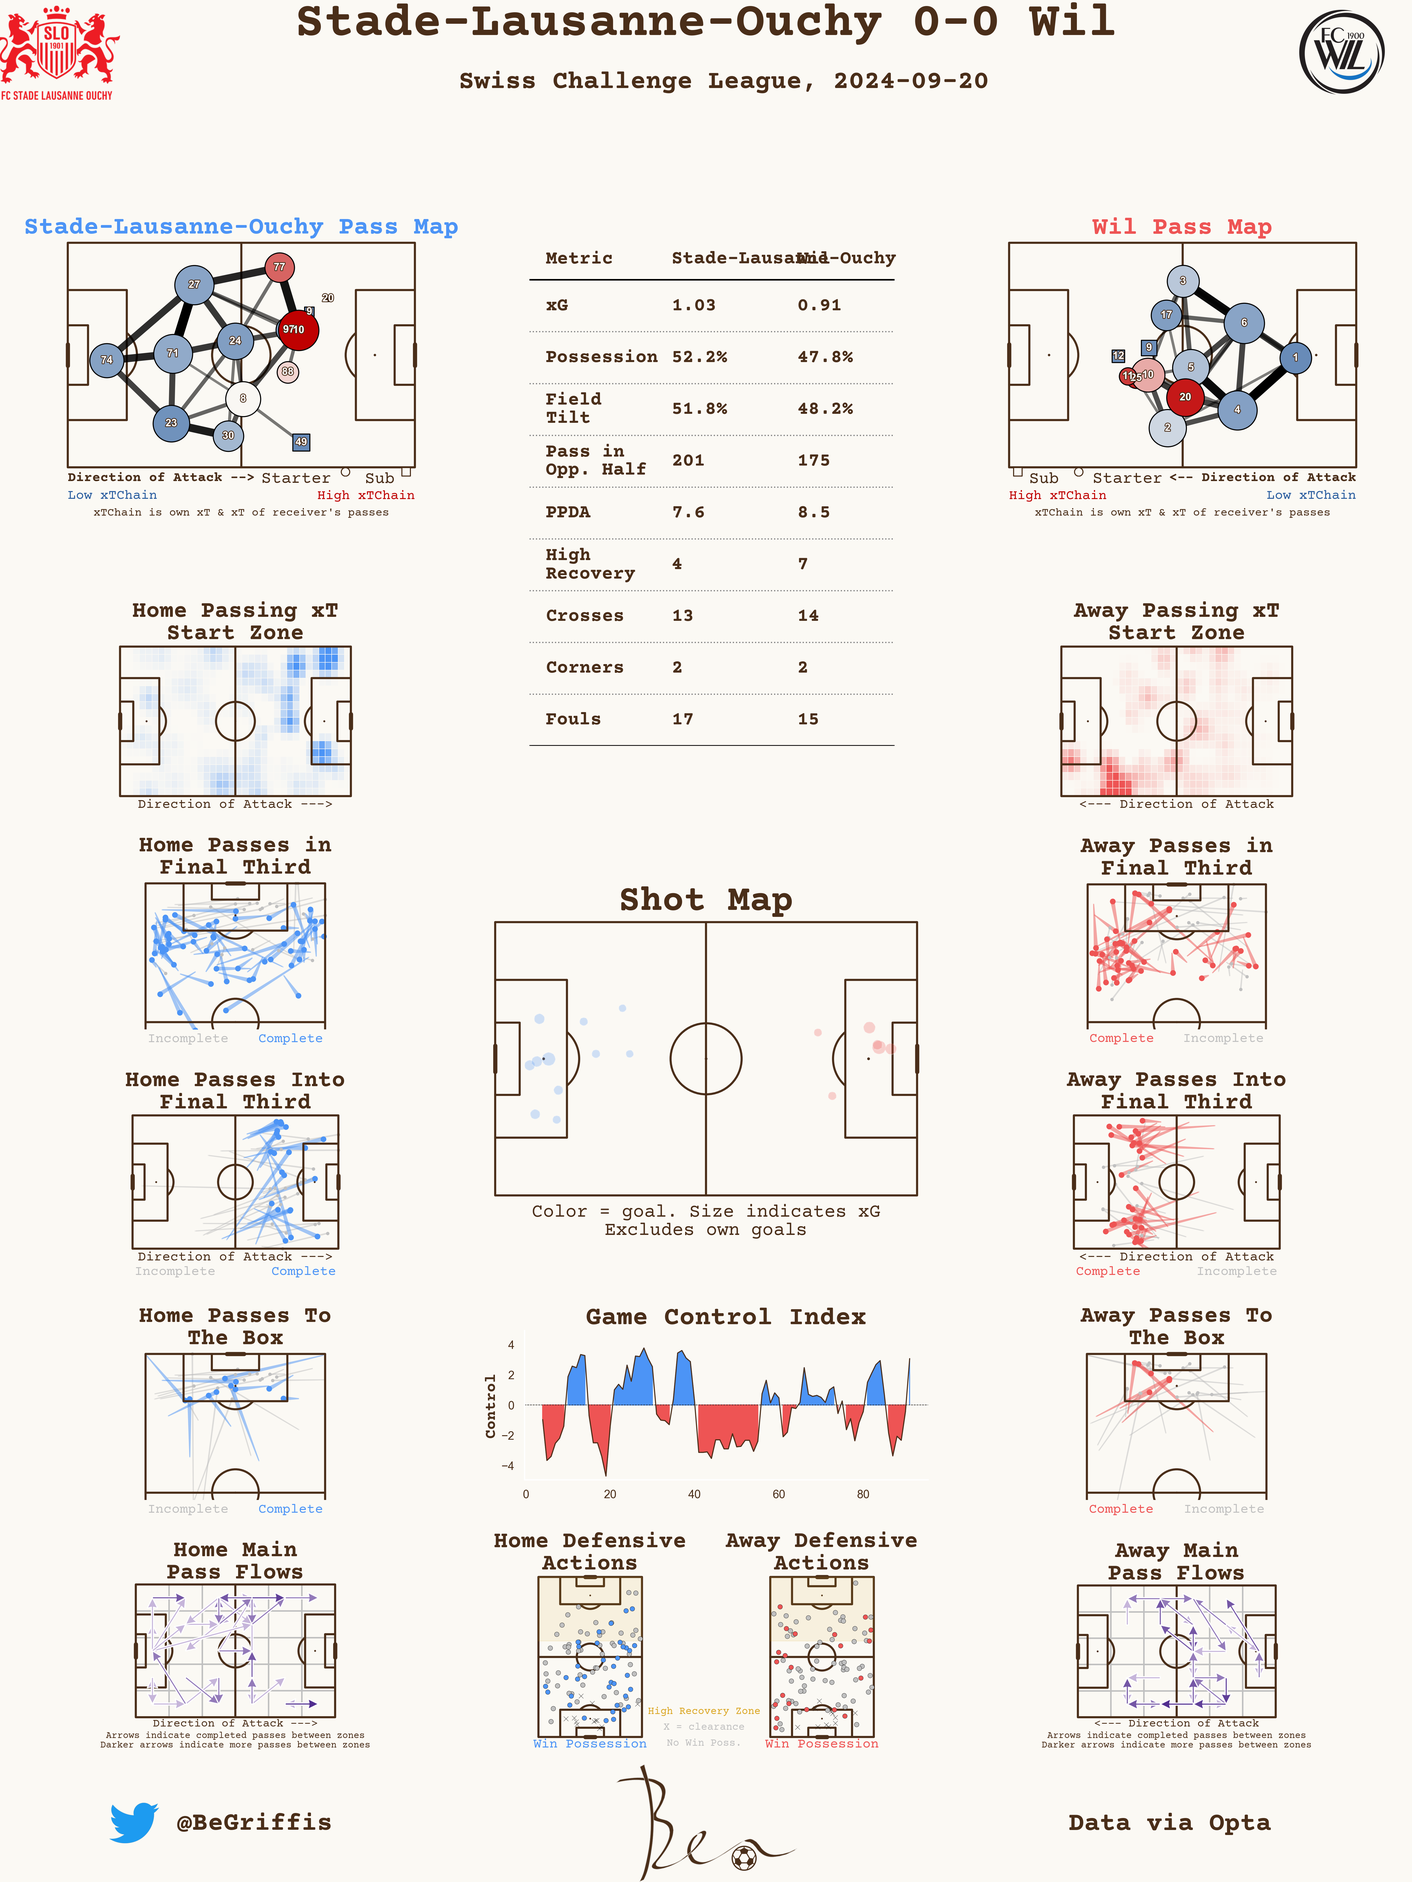 Stade-Lausanne-Ouchy 0-0 Wil
Swiss Challenge League, 2024-09-20
SLO
1901
FC STADE LAUSANNE OUCHY
FC 1900
WIL
Stade-Lausanne-Ouchy Pass Map
77
27
20
9
97
10
24
71
74
88
8
23
30
49
Direction of Attack --> Starter Sub
Low xTChain High xTChain
xTChain is own xT & xT of receiver's passes
Metric Stade-Lausanne-Ouchy Wil
xG 1.03 0.91
Possession 52.2% 47.8%
Field
Tilt 51.8% 48.2%
Pass in
Opp. Half 201 175
PPDA 7.6 8.5
High
Recovery 4 7
Crosses 13 14
Corners 2 2
Fouls 17 15
Wil Pass Map
3
17
6
12
9
1
5
11
25
10
20
4
2
Sub Starter <-- Direction of Attack
High xTChain Low xTChain
xTChain is own xT & xT of receiver's passes
Home Passing xT
Start Zone
Direction of Attack --->
Away Passing xT
Start Zone
<--- Direction of Attack
Home Passes in
Final Third
Incomplete Complete
Away Passes in
Final Third
Complete Incomplete
Shot Map
Color = goal. Size indicates xG
Excludes own goals
Home Passes Into
Final Third
Direction of Attack --->
Incomplete Complete
Away Passes Into
Final Third
<--- Direction of Attack
Complete Incomplete
Home Passes To
The Box
Incomplete Complete
Game Control Index
Control
4
2
0
−2
−4
0 20 40 60 80
Away Passes To
The Box
Complete Incomplete
Home Main
Pass Flows
Direction of Attack --->
Arrows indicate completed passes between zones
Darker arrows indicate more passes between zones
Home Defensive
Actions
Win Possession
Away Defensive
Actions
Win Possession
High Recovery Zone
X = clearance
No Win Poss.
Away Main
Pass Flows
<--- Direction of Attack
Arrows indicate completed passes between zones
Darker arrows indicate more passes between zones
@BeGriffis
Ben
Data via Opta